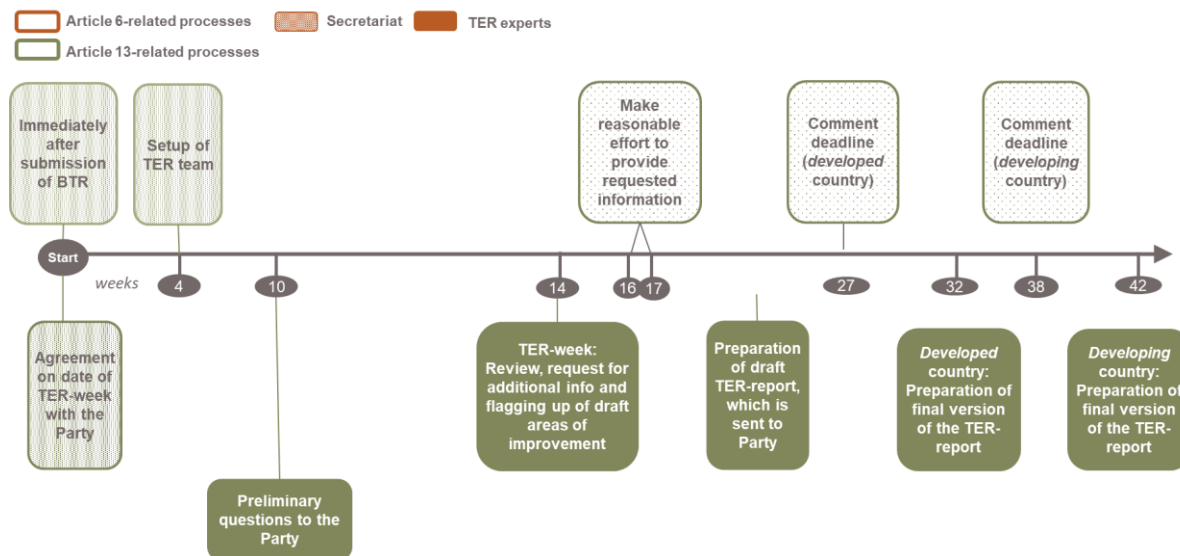 Article 6-related processes
Secretariat
TER experts
Article 13-related processes
Immediately
after
submission
of BTR
Setup of
TER team
Make
reasonable
effort to
provide
requested
information
Comment
deadline
(developed
country)
Comment
deadline
(developing
country)
Start
weeks
4
10
14
16
17
27
32
38
42
Agreement
on date of
TER-week
with the
Party
Preliminary
questions to the
Party
TER-week:
Review, request for
additional info and
flagging up of draft
areas of
improvement
Preparation
of draft
TER-report,
which is
sent to
Party
Developed
country:
Preparation of
final version
of the TER-
report
Developing
country:
Preparation of
final version
of the TER-
report